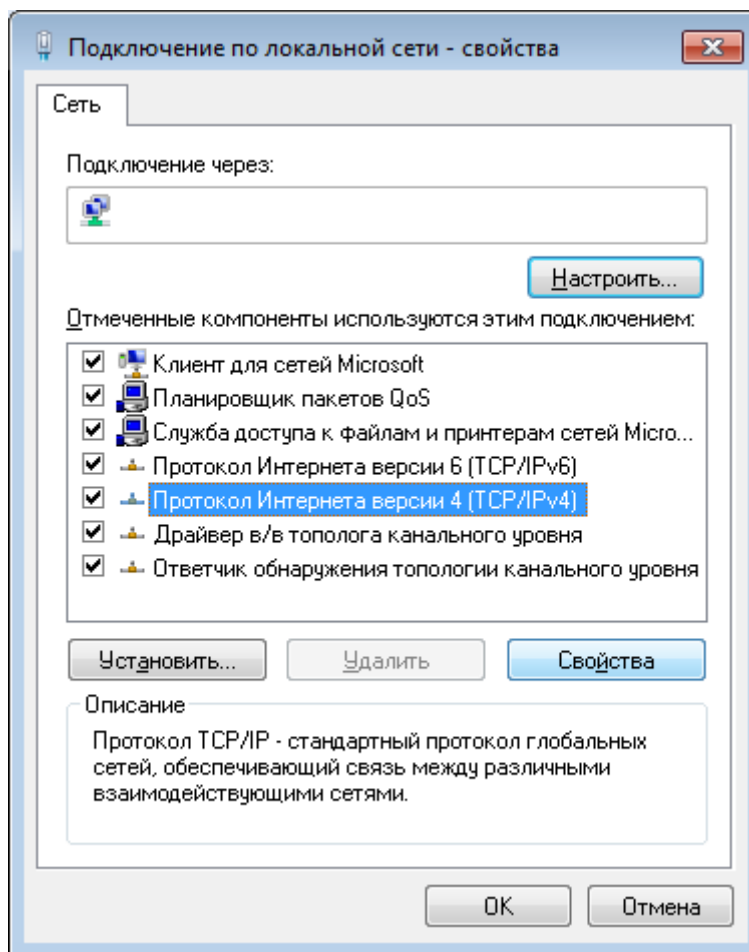 Подключение по локальной сети - свойства
Сеть
Подключение через:
Настроить...
Отмеченные компоненты используются этим подключением:
Клиент для сетей Microsoft
Планировщик пакетов QoS
Служба доступа к файлам и принтерам сетей Micro...
Протокол Интернета версии 6 (TCP/IPv6)
Протокол Интернета версии 4 (TCP/IPv4)
Драйвер в/в тополога канального уровня
Ответчик обнаружения топологии канального уровня
Установить...
Удалить
Свойства
Описание
Протокол TCP/IP - стандартный протокол глобальных
сетей, обеспечивающий связь между различными
взаимодействующими сетями.
OK
Отмена